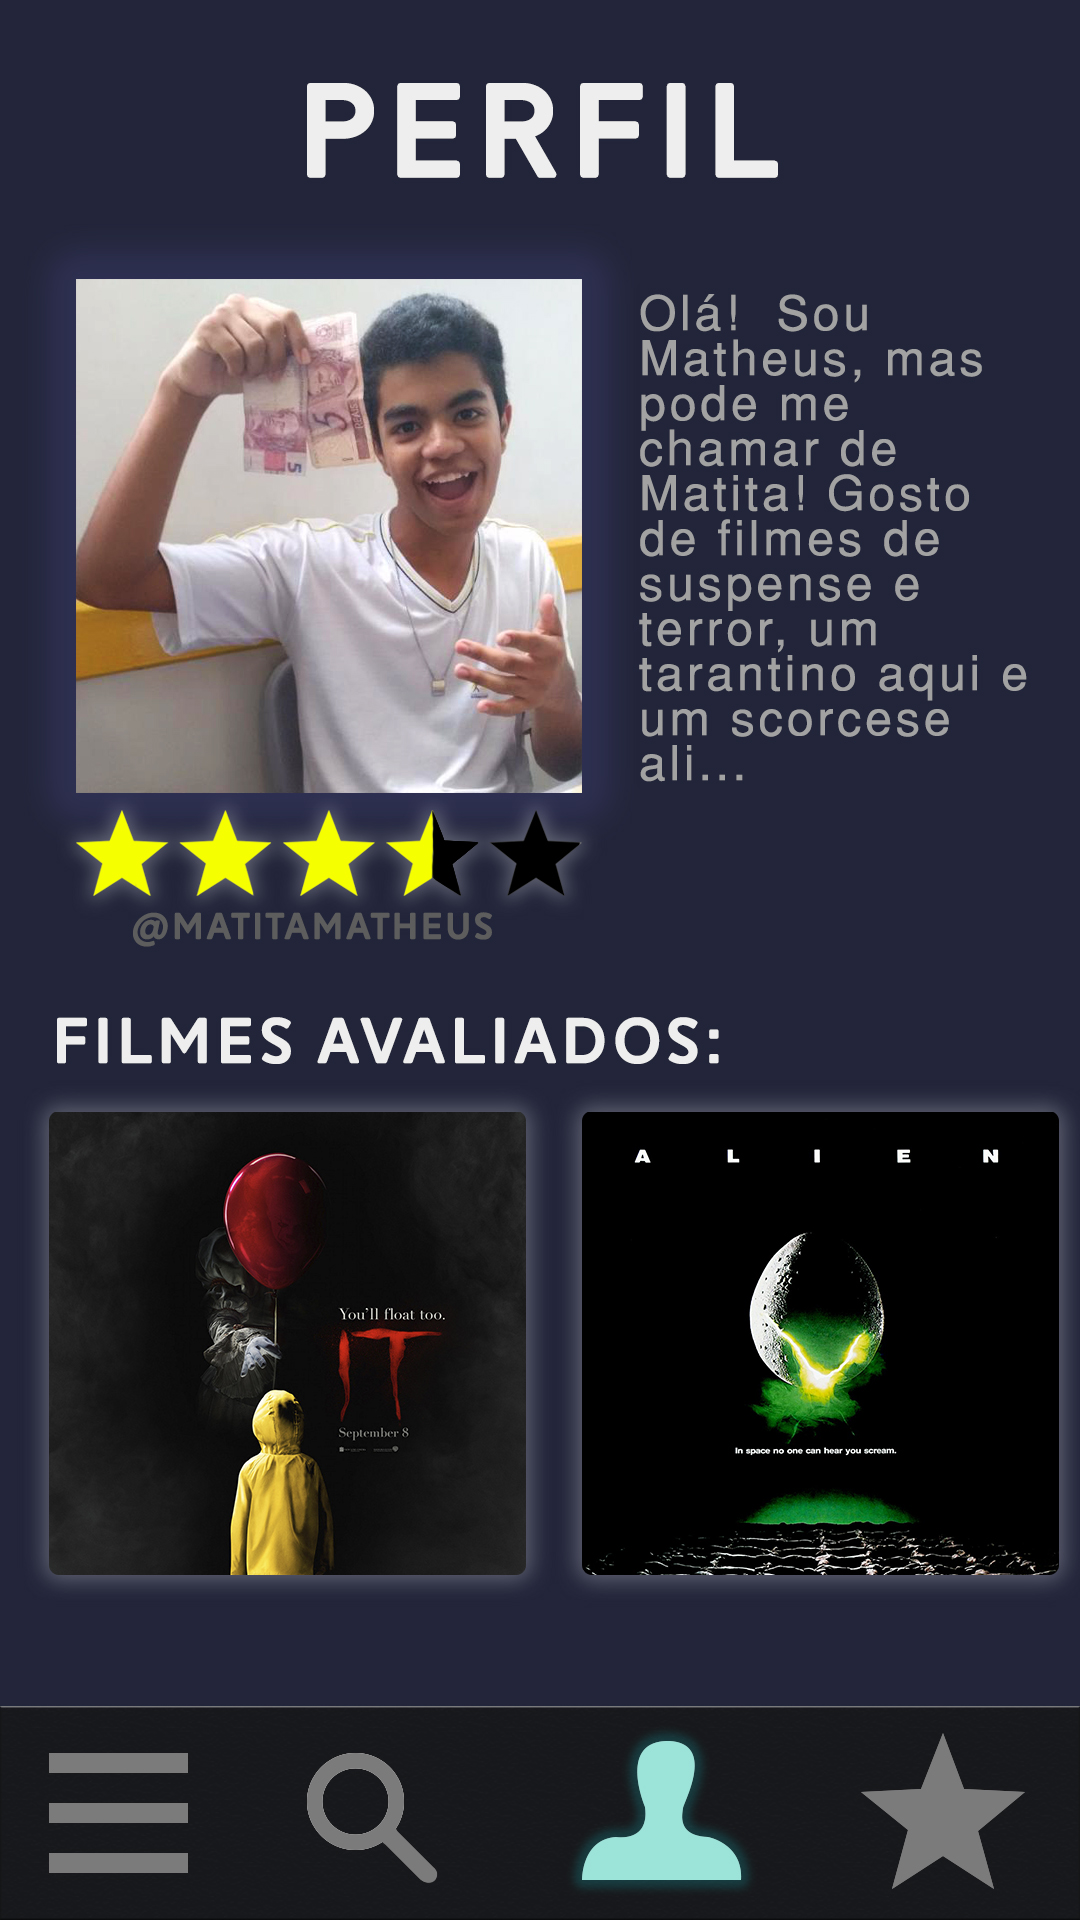 PERFIL
Olá!  Sou
Matheus, mas
pode me
chamar de
Matita! Gosto
de filmes de
suspense e
terror, um
tarantino aqui e
um scorcese
ali...
5
5
@MATITAMATHEUS
FILMES AVALIADOS:
You'll float too.
IT
September 8
A L I E N
In space no one can hear you scream.